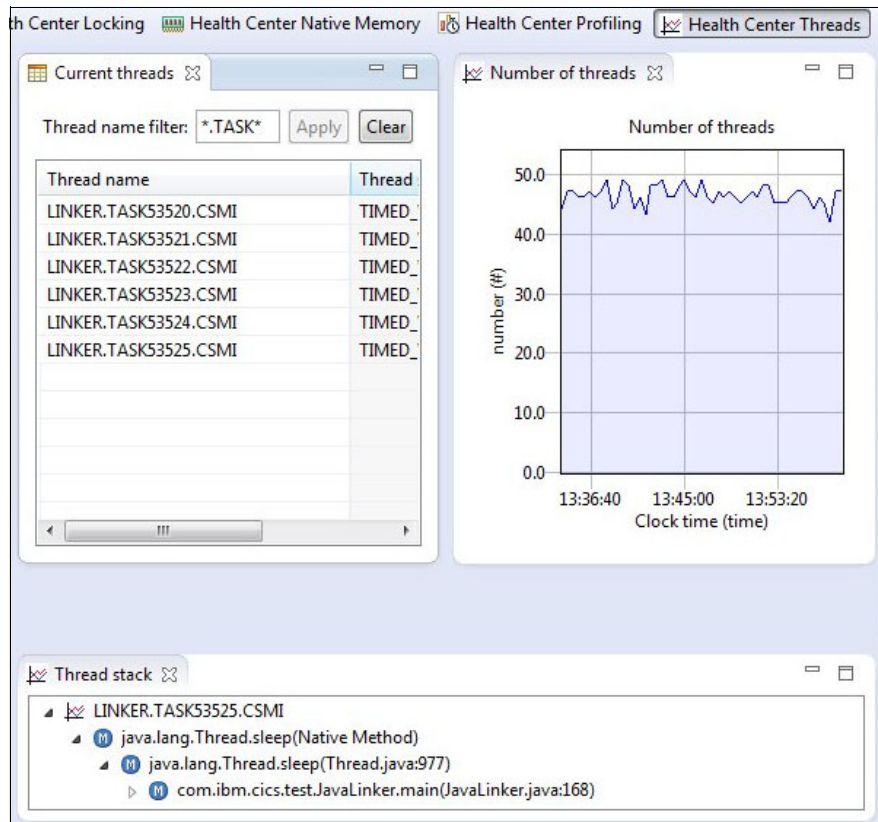 th Center Locking Health Center Native Memory Health Center Profiling Health Center Threads
Current threads
Thread name filter: *.TASK* Apply Clear
Thread name Thread
LINKER.TASK53520.CSMI TIMED_
LINKER.TASK53521.CSMI TIMED_
LINKER.TASK53522.CSMI TIMED_
LINKER.TASK53523.CSMI TIMED_
LINKER.TASK53524.CSMI TIMED_
LINKER.TASK53525.CSMI TIMED_
Number of threads
Number of threads
number (#)
50.0
40.0
30.0
20.0
10.0
0.0
13:36:40 13:45:00 13:53:20
Clock time (time)
Thread stack
LINKER.TASK53525.CSMI
M java.lang.Thread.sleep(Native Method)
M java.lang.Thread.sleep(Thread.java:977)
M com.ibm.cics.test.JavaLinker.main(JavaLinker.java:168)